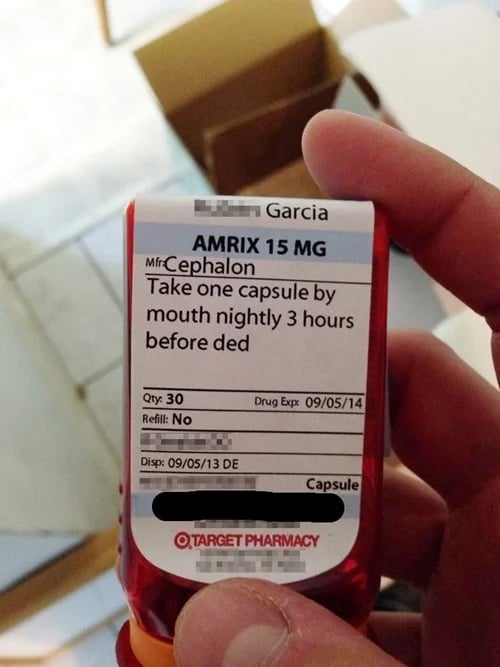 Garcia
AMRIX 15 MG
Mfr:Cephalon
Take one capsule by
mouth nightly 3 hours
before ded
Qty: 30 Drug Exp: 09/05/14
Refill: No
Disp: 09/05/13 DE
Capsule
TARGET PHARMACY